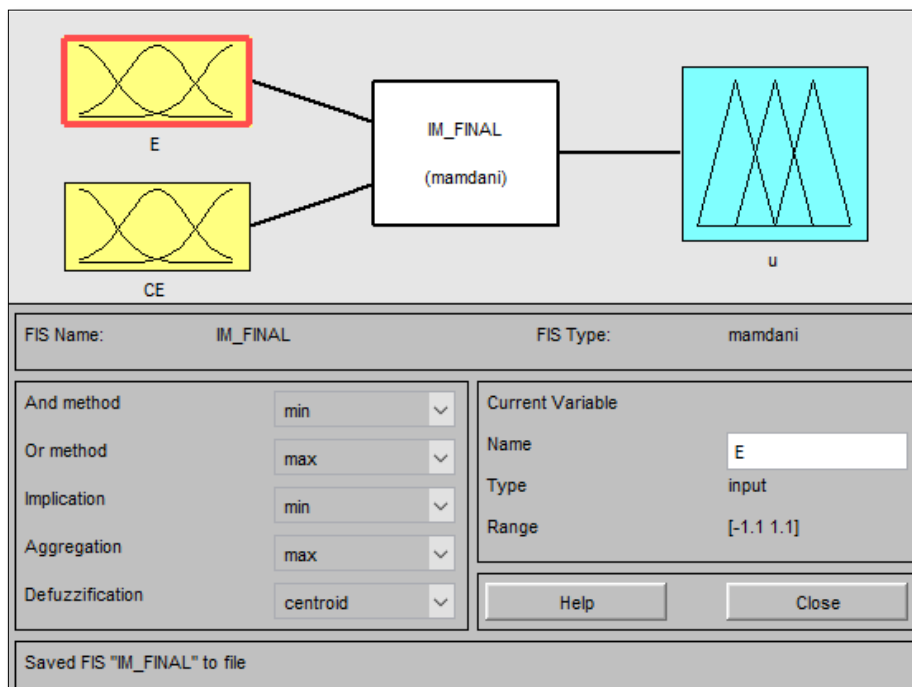 E
IM_FINAL
(mamdani)
CE
u
FIS Name: IM_FINAL FIS Type: mamdani
And method min
Or method max
Implication min
Aggregation max
Defuzzification centroid
Current Variable
Name E
Type input
Range [-1.1 1.1]
Help Close
Saved FIS "IM_FINAL" to file